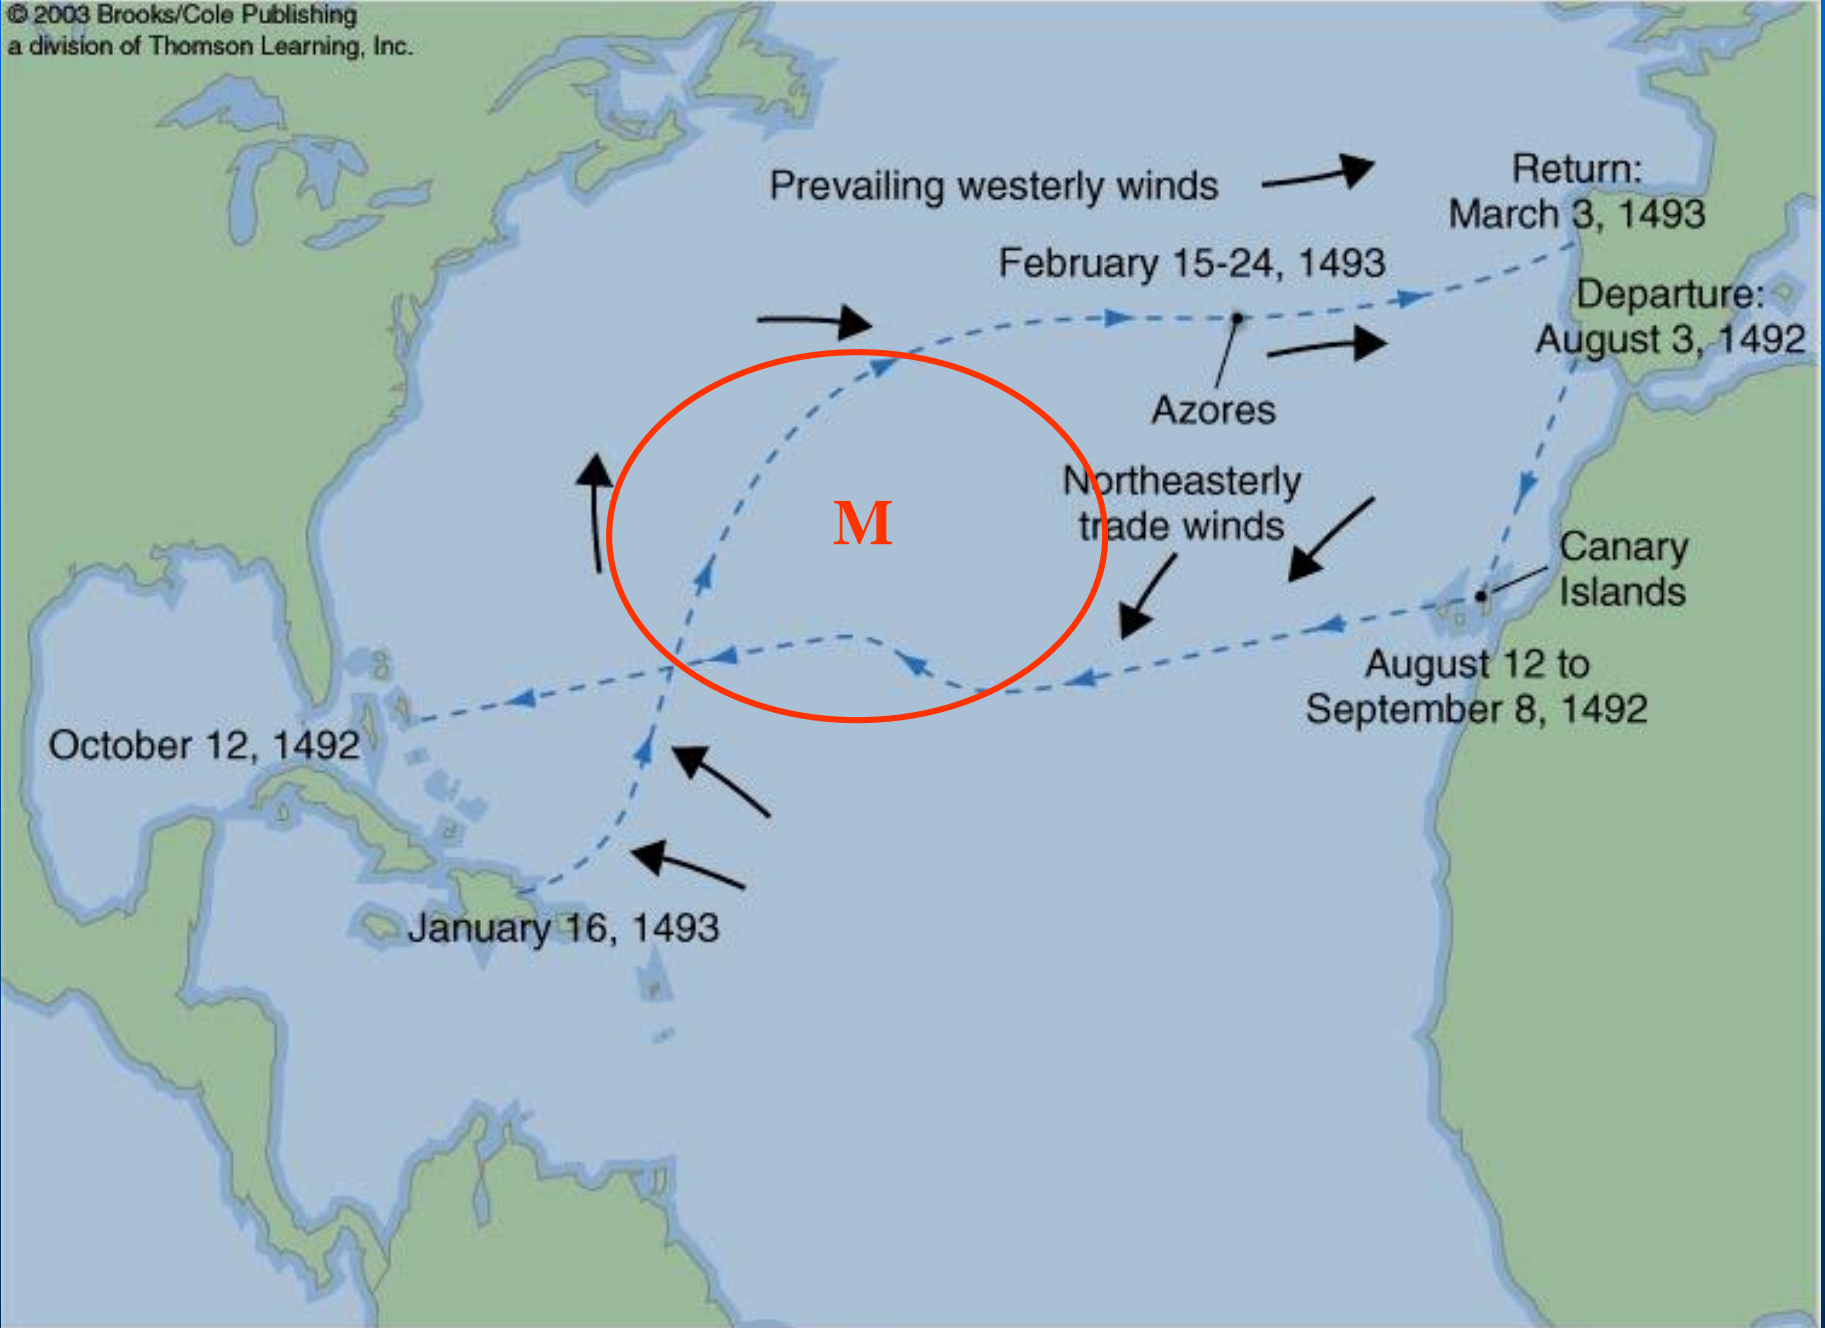 © 2003 Brooks/Cole Publishing
a division of Thomson Learning, Inc.
Prevailing westerly winds
Return:
March 3, 1493
February 15-24, 1493
Departure:
August 3, 1492
Azores
Northeasterly
trade winds
M
Canary
Islands
August 12 to
September 8, 1492
October 12, 1492
January 16, 1493